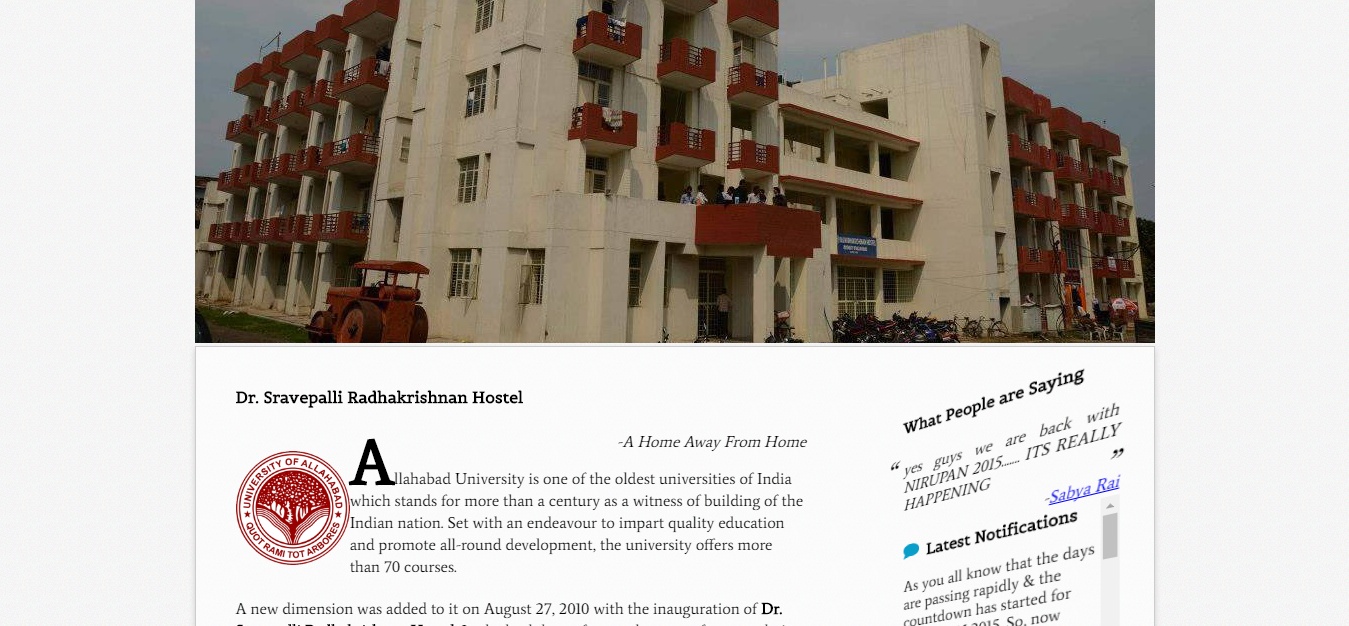 RADHAKRISHNAN HOSTEL
Dr. Sravepalli Radhakrishnan Hostel
-A Home Away From Home
UNIVERSITY OF ALLAHABAD
QUOT RAMI TOT ARBORES
Allahabad University is one of the oldest universities of India
which stands for more than a century as a witness of building of the
Indian nation. Set with an endeavour to impart quality education
and promote all-round development, the university offers more
than 70 courses.
A new dimension was added to it on August 27, 2010 with the inauguration of Dr.
What People are Saying
“ yes guys we are back with
NIRUPAN 2015...... ITS REALLY
HAPPENING ”
-Sabya Rai
Latest Notifications
As you all know that the days
are passing rapidly & the
countdown has started for
2015. So, now